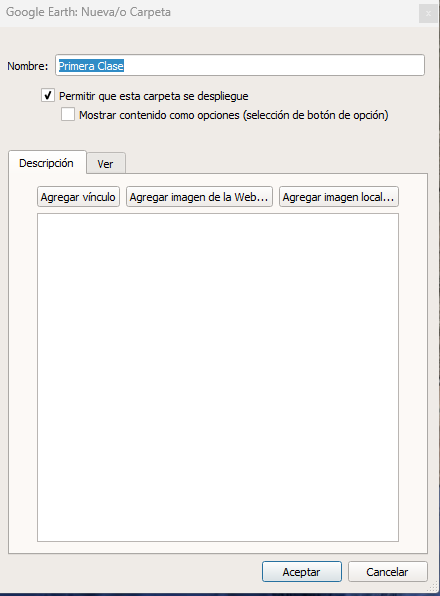 Google Earth: Nueva/o Carpeta
Nombre: Primera Clase
Permitir que esta carpeta se despliegue
Mostrar contenido como opciones (selección de botón de opción)
Descripción Ver
Agregar vínculo Agregar imagen de la Web... Agregar imagen local...
Aceptar Cancelar